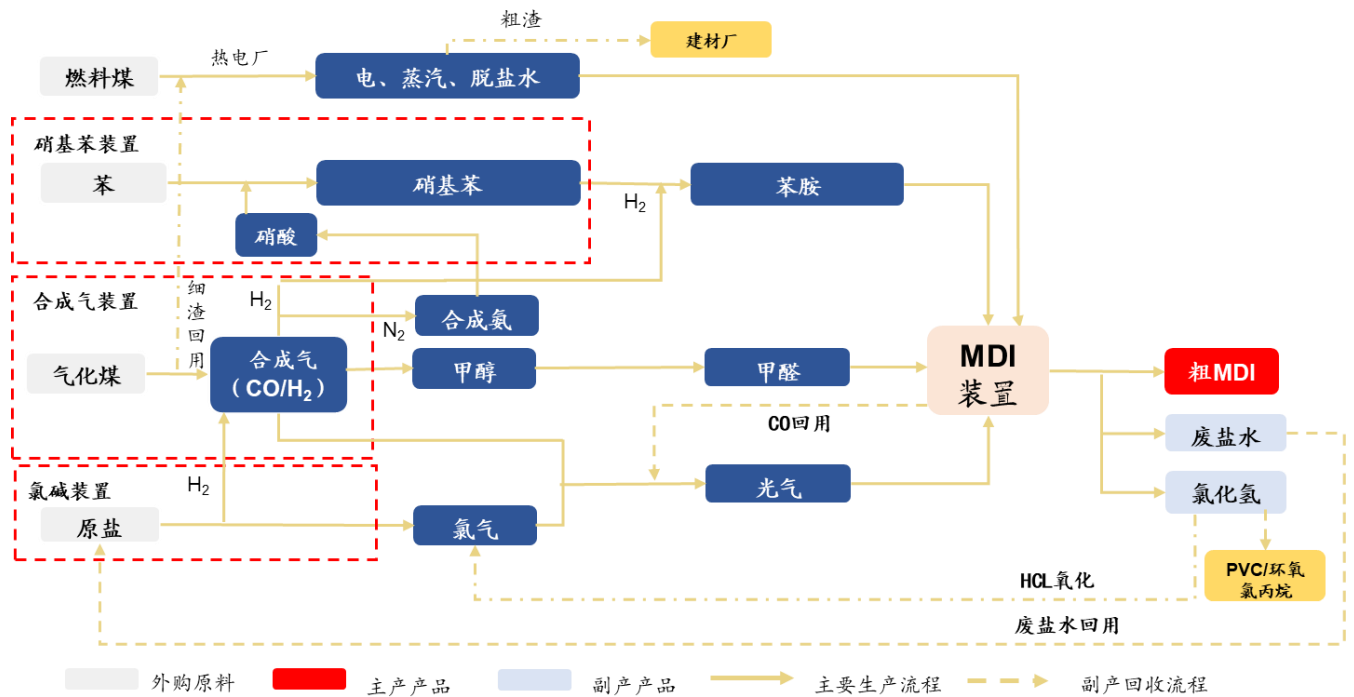 粗渣
建材厂
燃料煤
热电厂
电、蒸汽、脱盐水
硝基苯装置
苯
硝基苯
H₂
苯胺
硝酸
合成气装置
细渣回用
H₂
N₂
合成氨
气化煤
合成气
（CO/H₂）
甲醇
甲醛
MDI
装置
粗MDI
CO回用
废盐水
氯碱装置
H₂
原盐
氯气
光气
氯化氢
PVC/环氧
氯丙烷
HCL氧化
废盐水回用
外购原料
主产产品
副产产品
主要生产流程
副产回收流程